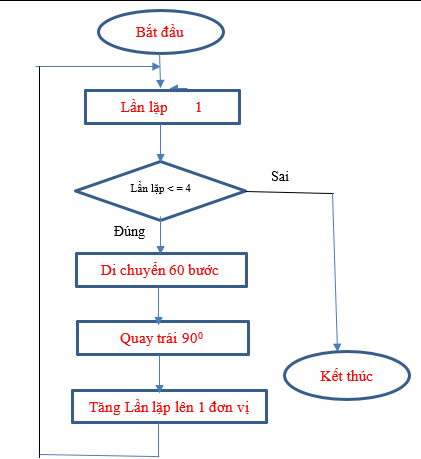 Bắt đầu
Lần lặp 1
Lần lặp < = 4
Sai
Đúng
Di chuyển 60 bước
Quay trái 90⁰
Kết thúc
Tăng Lần lặp lên 1 đơn vị